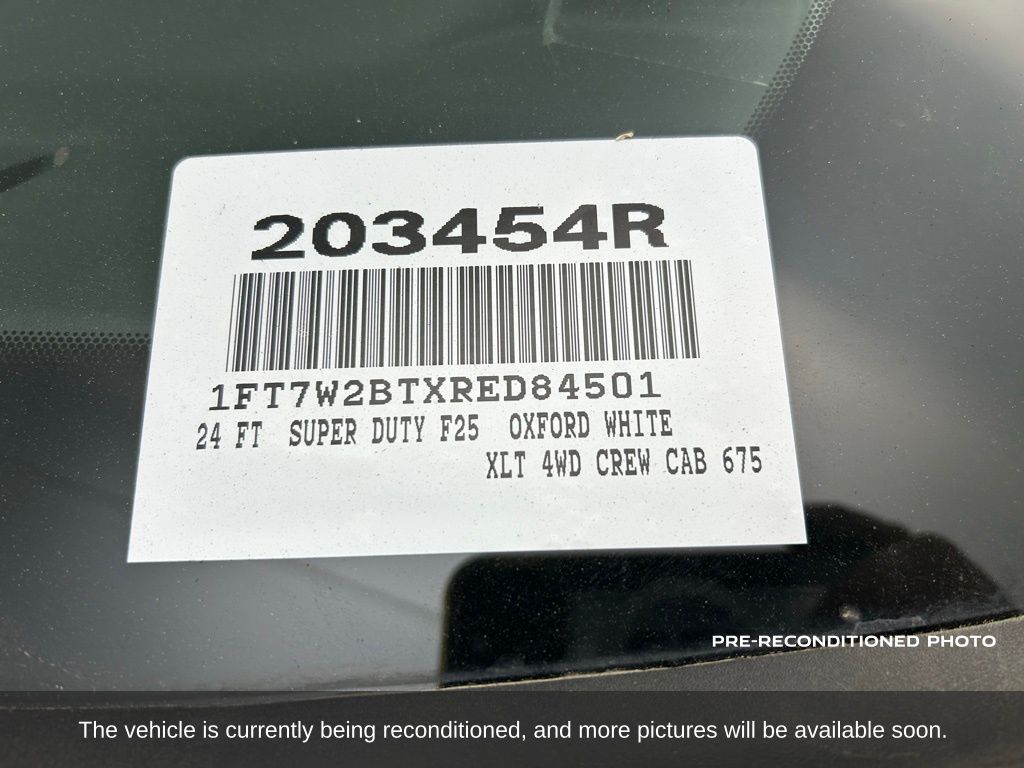 203454R
1FT7W2BTXRED84501
24 FT SUPER DUTY F25 OXFORD WHITE
XLT 4WD CREW CAB 675
PRE-RECONDITIONED PHOTO
The vehicle is currently being reconditioned, and more pictures will be available soon.